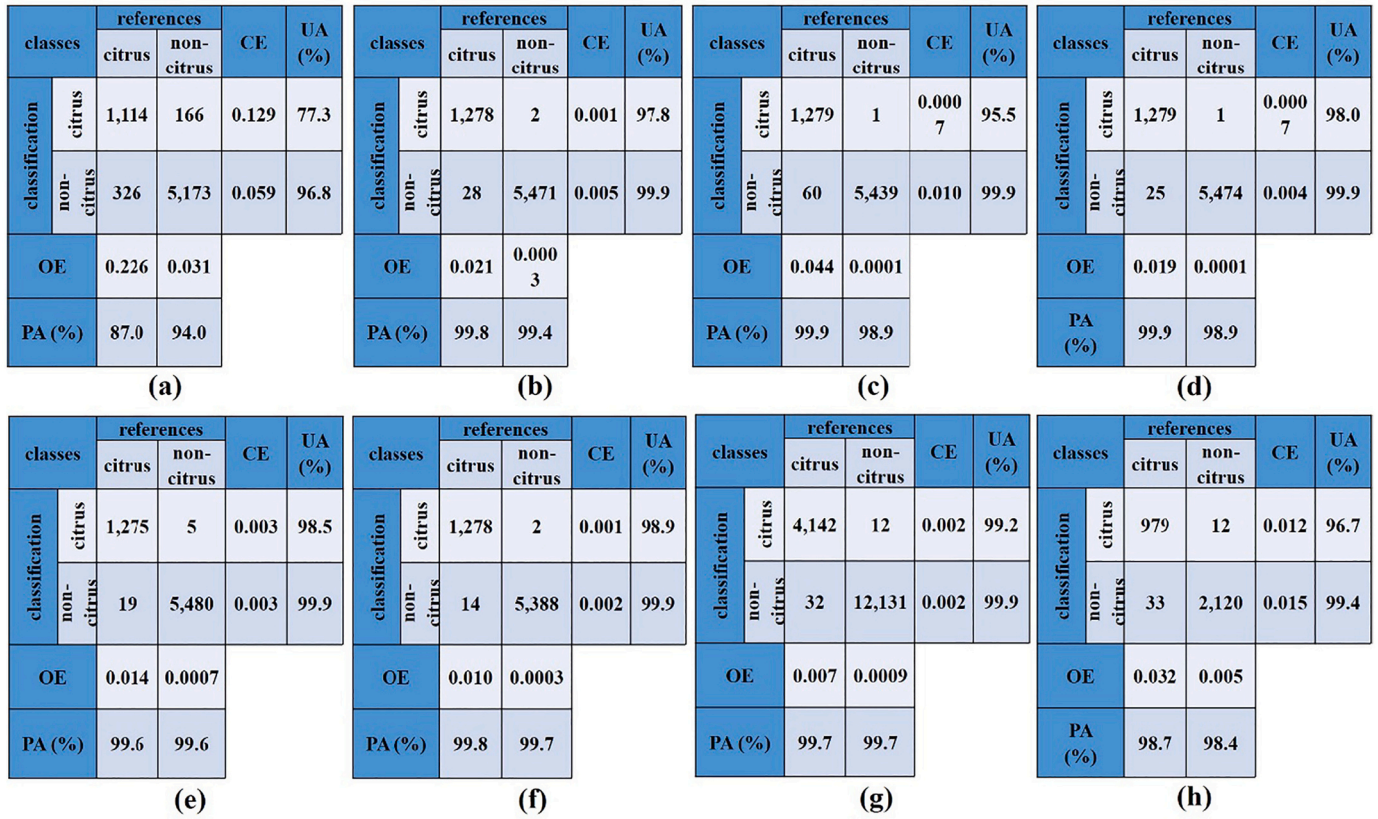 classes references CE UA (%)
citrus non-citrus
classification citrus 1,114 166 0.129 77.3
non-citrus 326 5,173 0.059 96.8
OE 0.226 0.031
PA (%) 87.0 94.0
(a)
classes references CE UA (%)
citrus non-citrus
classification citrus 1,278 2 0.001 97.8
non-citrus 28 5,471 0.005 99.9
OE 0.021 0.0003
PA (%) 99.8 99.4
(b)
classes references CE UA (%)
citrus non-citrus
classification citrus 1,279 1 0.0007 95.5
non-citrus 60 5,439 0.010 99.9
OE 0.044 0.0001
PA (%) 99.9 98.9
(c)
classes references CE UA (%)
citrus non-citrus
classification citrus 1,279 1 0.0007 98.0
non-citrus 25 5,474 0.004 99.9
OE 0.019 0.0001
PA (%) 99.9 98.9
(d)
classes references CE UA (%)
citrus non-citrus
classification citrus 1,275 5 0.003 98.5
non-citrus 19 5,480 0.003 99.9
OE 0.014 0.0007
PA (%) 99.6 99.6
(e)
classes references CE UA (%)
citrus non-citrus
classification citrus 1,278 2 0.001 98.9
non-citrus 14 5,388 0.002 99.9
OE 0.010 0.0003
PA (%) 99.8 99.7
(f)
classes references CE UA (%)
citrus non-citrus
classification citrus 4,142 12 0.002 99.2
non-citrus 32 12,131 0.002 99.9
OE 0.007 0.0009
PA (%) 99.7 99.7
(g)
classes references CE UA (%)
citrus non-citrus
classification citrus 979 12 0.012 96.7
non-citrus 33 2,120 0.015 99.4
OE 0.032 0.005
PA (%) 98.7 98.4
(h)